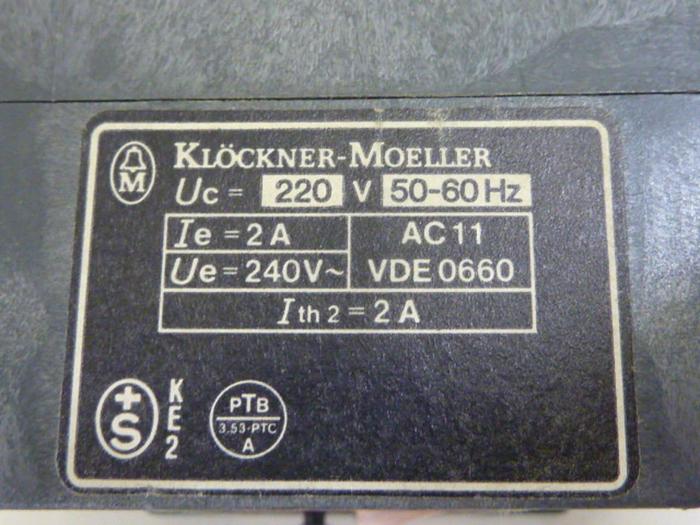 KLÖCKNER-MOELLER
M
Uc = 220 V 50-60 Hz
Ie = 2 A
AC 11
Ue = 240V~
VDE 0660
Ith 2 = 2 A
+S
KE2
PTB
3.53-PTC
A